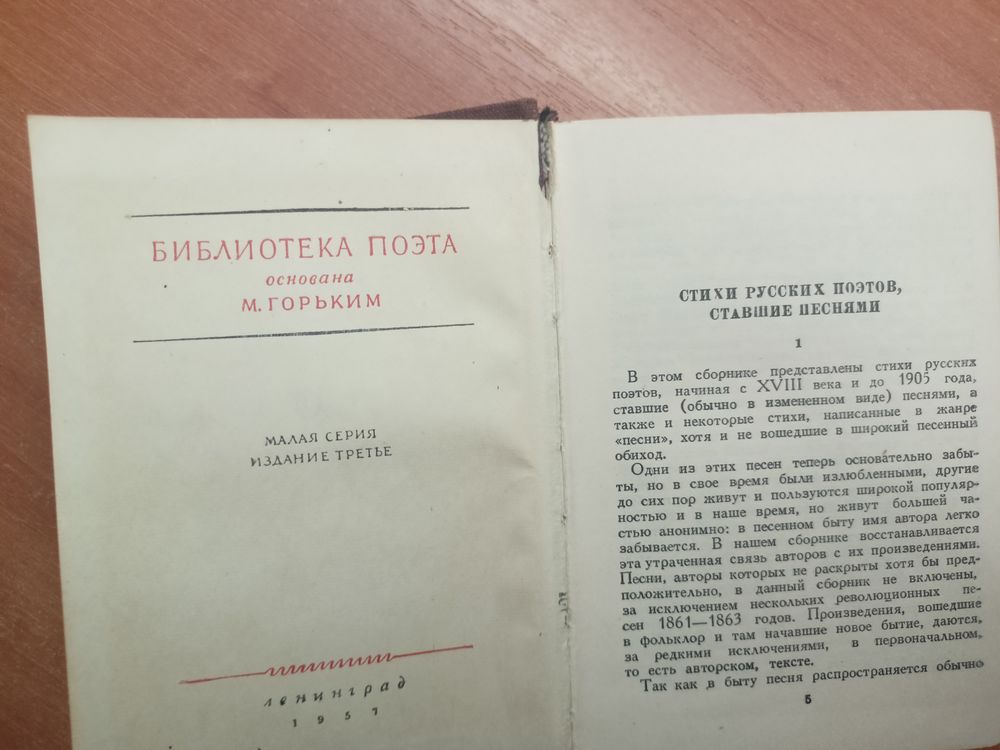 БИБЛИОТЕКА ПОЭТА
основана
М. ГОРЬКИМ
МАЛАЯ СЕРИЯ
ИЗДАНИЕ ТРЕТЬЕ
ленинград
1957
СТИХИ РУССКИХ ПОЭТОВ,
СТАВШИЕ ПЕСНЯМИ
1
В этом сборнике представлены стихи русских
поэтов, начиная с XVIII века и до 1905 года,
ставшие (обычно в измененном виде) песнями, а
также и некоторые стихи, написанные в жанре
«песни», хотя и не вошедшие в широкий песенный
обиход.
Одни из этих песен теперь основательно забы-
ты, но в свое время были излюбленными, другие
до сих пор живут и пользуются широкой популяр-
ностью и в наше время, но живут большей ча-
стью анонимно: в песенном быту имя автора легко
забывается. В нашем сборнике восстанавливается
эта утраченная связь авторов с их произведениями.
Песни, авторы которых не раскрыты хотя бы пред-
положительно, в данный сборник не включены,
за исключением нескольких революционных пе-
сен 1861—1863 годов. Произведения, вошедшие
в фольклор и там начавшие новое бытие, даются,
за редкими исключениями, в первоначальном,
то есть авторском, тексте.
Так как в быту песня распространяется обычно
5